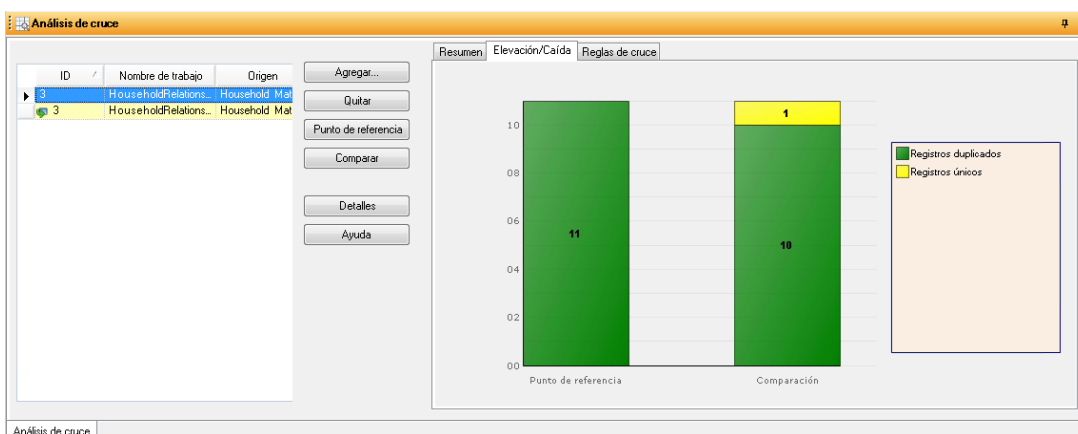 Análisis de cruce
Resumen Elevación/Caída Reglas de cruce
ID Nombre de trabajo Origen
3 HouseholdRelations... Household Mat
3 HouseholdRelations... Household Mat
Agregar...
Quitar
Punto de referencia
Comparar
Detalles
Ayuda
10
08
06
04
02
00
11
1
10
Punto de referencia Comparación
Registros duplicados
Registros únicos
Análisis de cruce